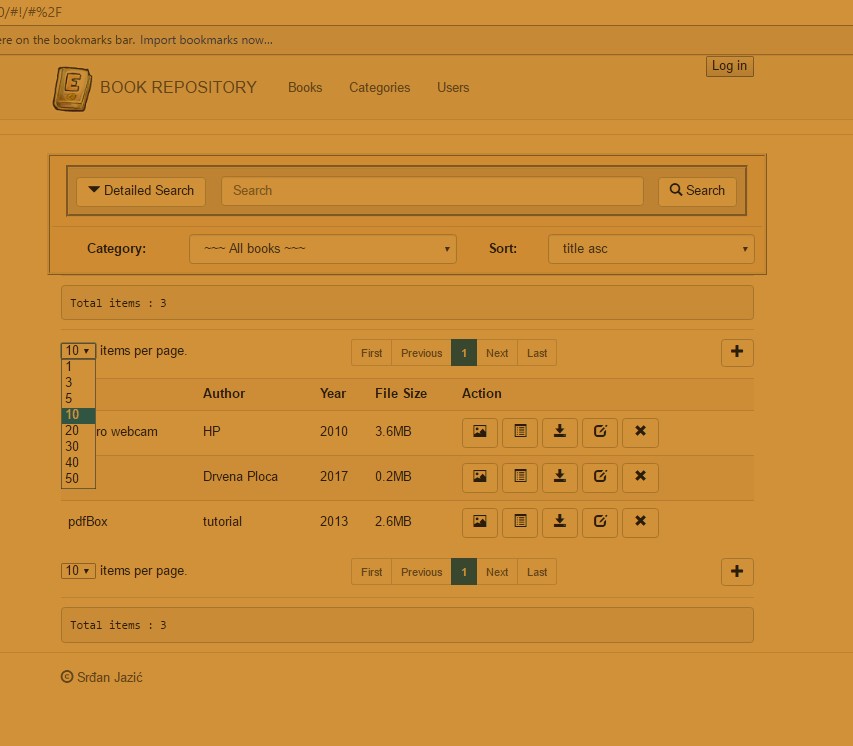 0/#!/#%2F
ere on the bookmarks bar. Import bookmarks now...
Log in
E BOOK REPOSITORY Books Categories Users
Detailed Search Search Search
Category: ~~~ All books ~~~ Sort: title asc
Total items : 3
10 items per page. First Previous 1 Next Last
1
3
5
10
20
30
40
50
Author Year File Size Action
ro webcam HP 2010 3.6MB
Drvena Ploca 2017 0.2MB
pdfBox tutorial 2013 2.6MB
10 items per page. First Previous 1 Next Last
Total items : 3
© Srđan Jazić